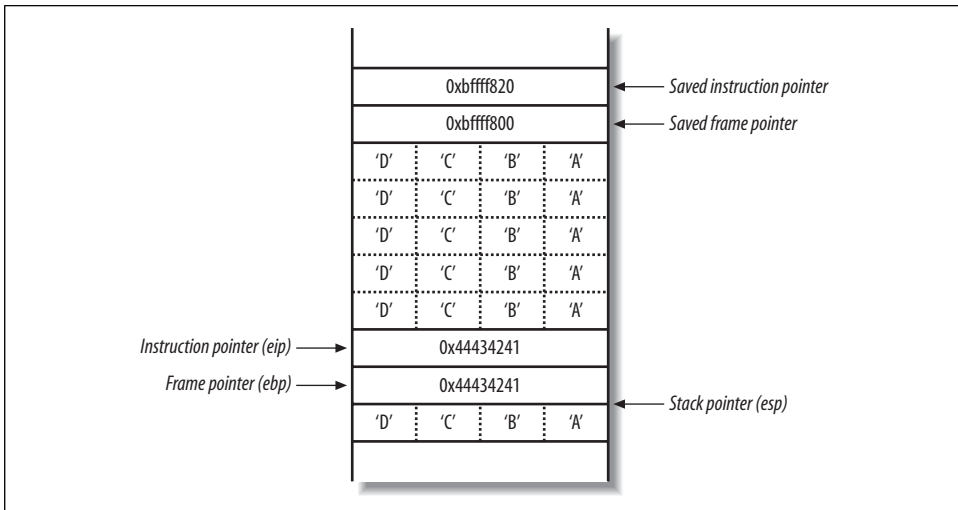 0xbffff820
Saved instruction pointer
0xbffff800
Saved frame pointer
‘D’ ‘C’ ‘B’ ‘A’
‘D’ ‘C’ ‘B’ ‘A’
‘D’ ‘C’ ‘B’ ‘A’
‘D’ ‘C’ ‘B’ ‘A’
‘D’ ‘C’ ‘B’ ‘A’
Instruction pointer (eip)
0x44434241
Frame pointer (ebp)
0x44434241
Stack pointer (esp)
‘D’ ‘C’ ‘B’ ‘A’